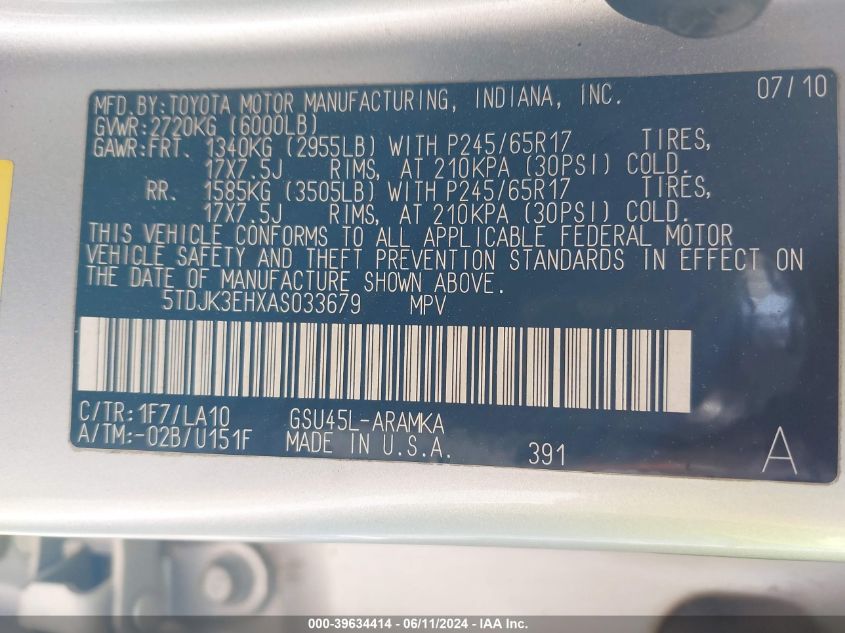 MFD.BY:TOYOTA MOTOR MANUFACTURING, INDIANA, INC. 07/10
GVWR:2720KG (6000LB)
GAWR:FRT. 1340KG (2955LB) WITH P245/65R17 TIRES,
17X7.5J RIMS, AT 210KPA (30PSI) COLD.
RR. 1585KG (3505LB) WITH P245/65R17 TIRES,
17X7.5J RIMS, AT 210KPA (30PSI) COLD.
THIS VEHICLE CONFORMS TO ALL APPLICABLE FEDERAL MOTOR
VEHICLE SAFETY AND THEFT PREVENTION STANDARDS IN EFFECT ON
THE DATE OF MANUFACTURE SHOWN ABOVE.
5TDJK3EHXAS033679 MPV
C/TR:1F7/LA10 GSU45L-ARAMKA
A/TM:-02B/U151F MADE IN U.S.A. 391 A
000-39634414 - 06/11/2024 - IAA Inc.